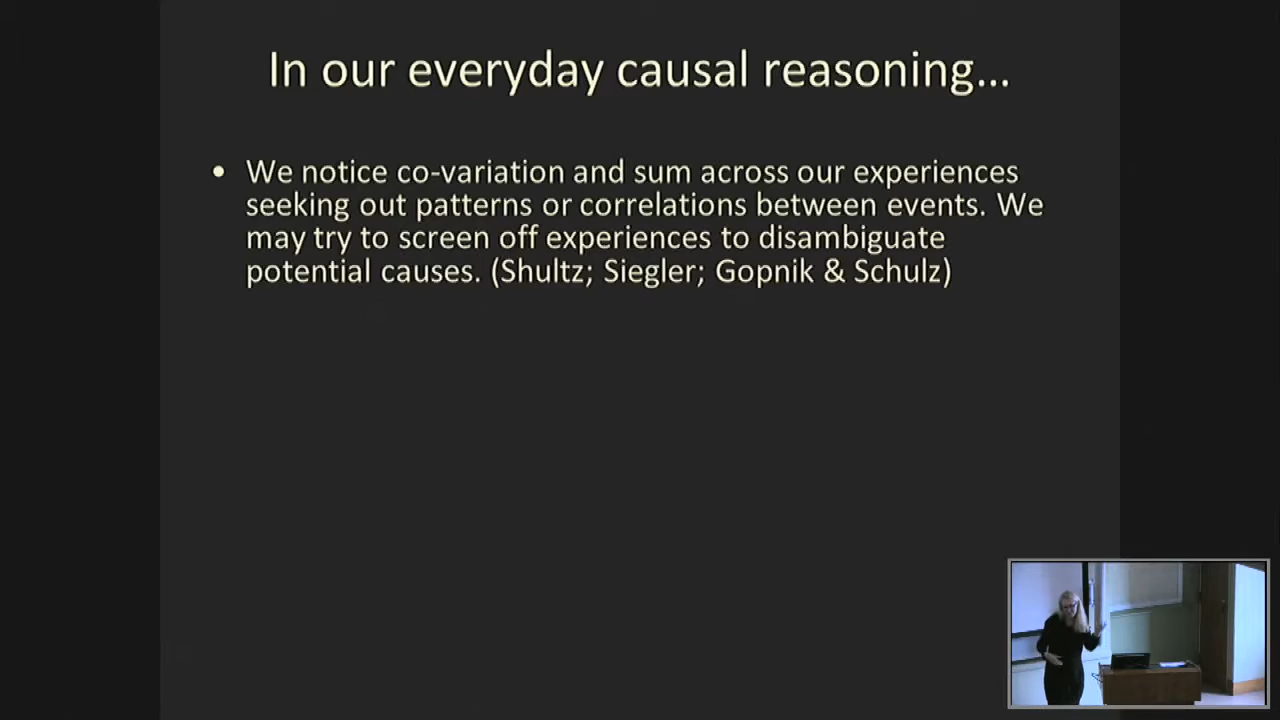 In our everyday causal reasoning...
• We notice co-variation and sum across our experiences
seeking out patterns or correlations between events. We
may try to screen off experiences to disambiguate
potential causes. (Shultz; Siegler; Gopnik & Schulz)